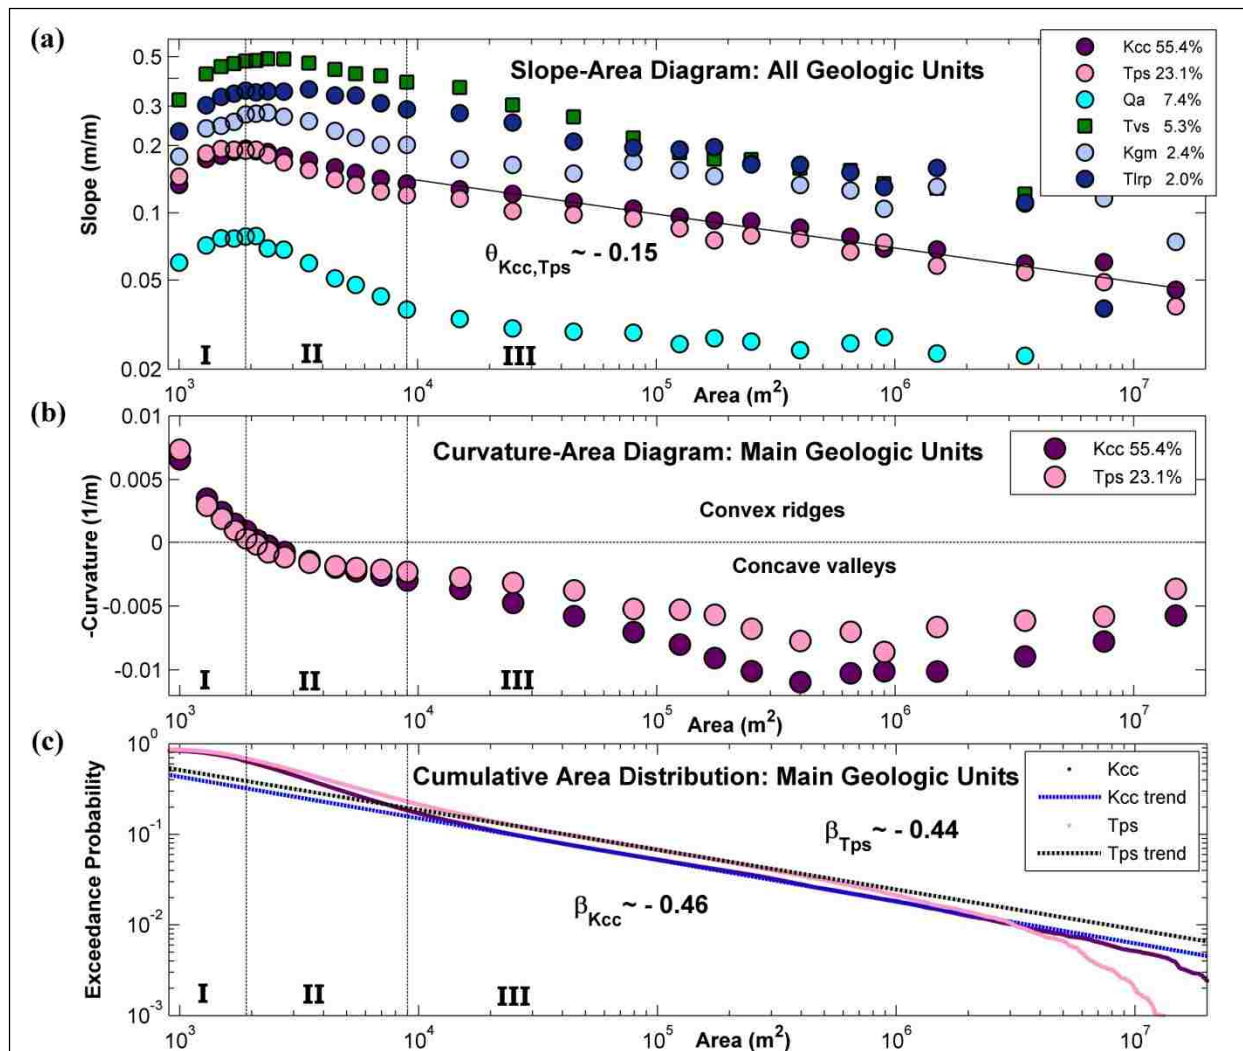 (a)
0.5
0.3
0.2
0.1
0.05
0.02
Slope (m/m)
Slope-Area Diagram: All Geologic Units
Kcc 55.4%
Tps 23.1%
Qa 7.4%
Tvs 5.3%
Kgm 2.4%
Tlrp 2.0%
θKcc,Tps ~ - 0.15
I II III
10³ 10⁴ 10⁵ 10⁶ 10⁷
Area (m²)
(b)
0.01
0.005
0
-0.005
-0.01
-Curvature (1/m)
Curvature-Area Diagram: Main Geologic Units
Kcc 55.4%
Tps 23.1%
Convex ridges
Concave valleys
I II III
10³ 10⁴ 10⁵ 10⁶ 10⁷
Area (m²)
(c)
10⁰
10⁻¹
10⁻²
10⁻³
Exceedance Probability
Cumulative Area Distribution: Main Geologic Units
Kcc
Kcc trend
Tps
Tps trend
βTps ~ - 0.44
βKcc ~ - 0.46
I II III
10³ 10⁴ 10⁵ 10⁶ 10⁷
Area (m²)